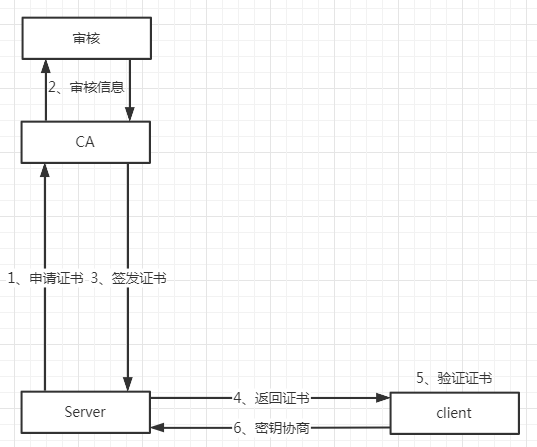 审核
2、审核信息
CA
1、申请证书
3、签发证书
5、验证证书
Server
4、返回证书
client
6、密钥协商